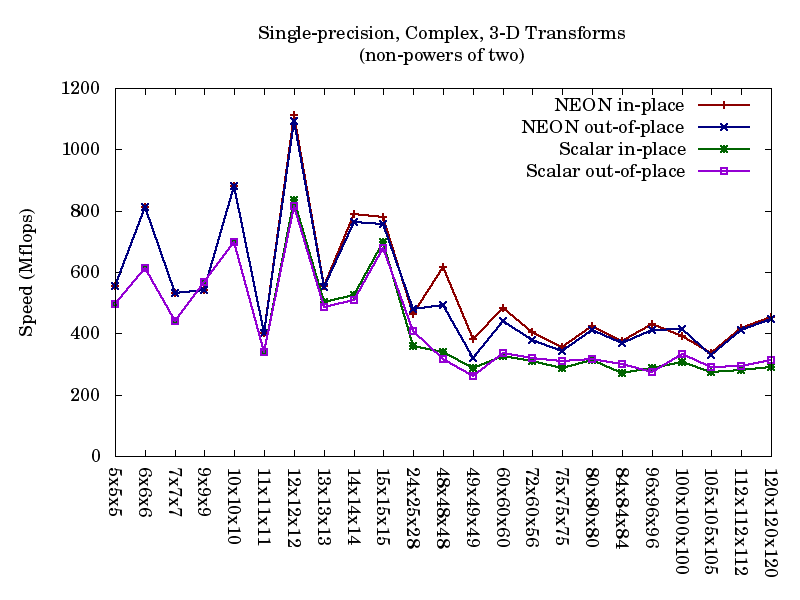 Single-precision, Complex, 3-D Transforms
(non-powers of two)
1200
1000
800
600
400
200
0
Speed (Mflops)
NEON in-place
NEON out-of-place
Scalar in-place
Scalar out-of-place
5x5x5
6x6x6
7x7x7
9x9x9
10x10x10
11x11x11
12x12x12
13x13x13
14x14x14
15x15x15
24x25x28
48x48x48
49x49x49
60x60x60
72x60x56
75x75x75
80x80x80
84x84x84
96x96x96
100x100x100
105x105x105
112x112x112
120x120x120